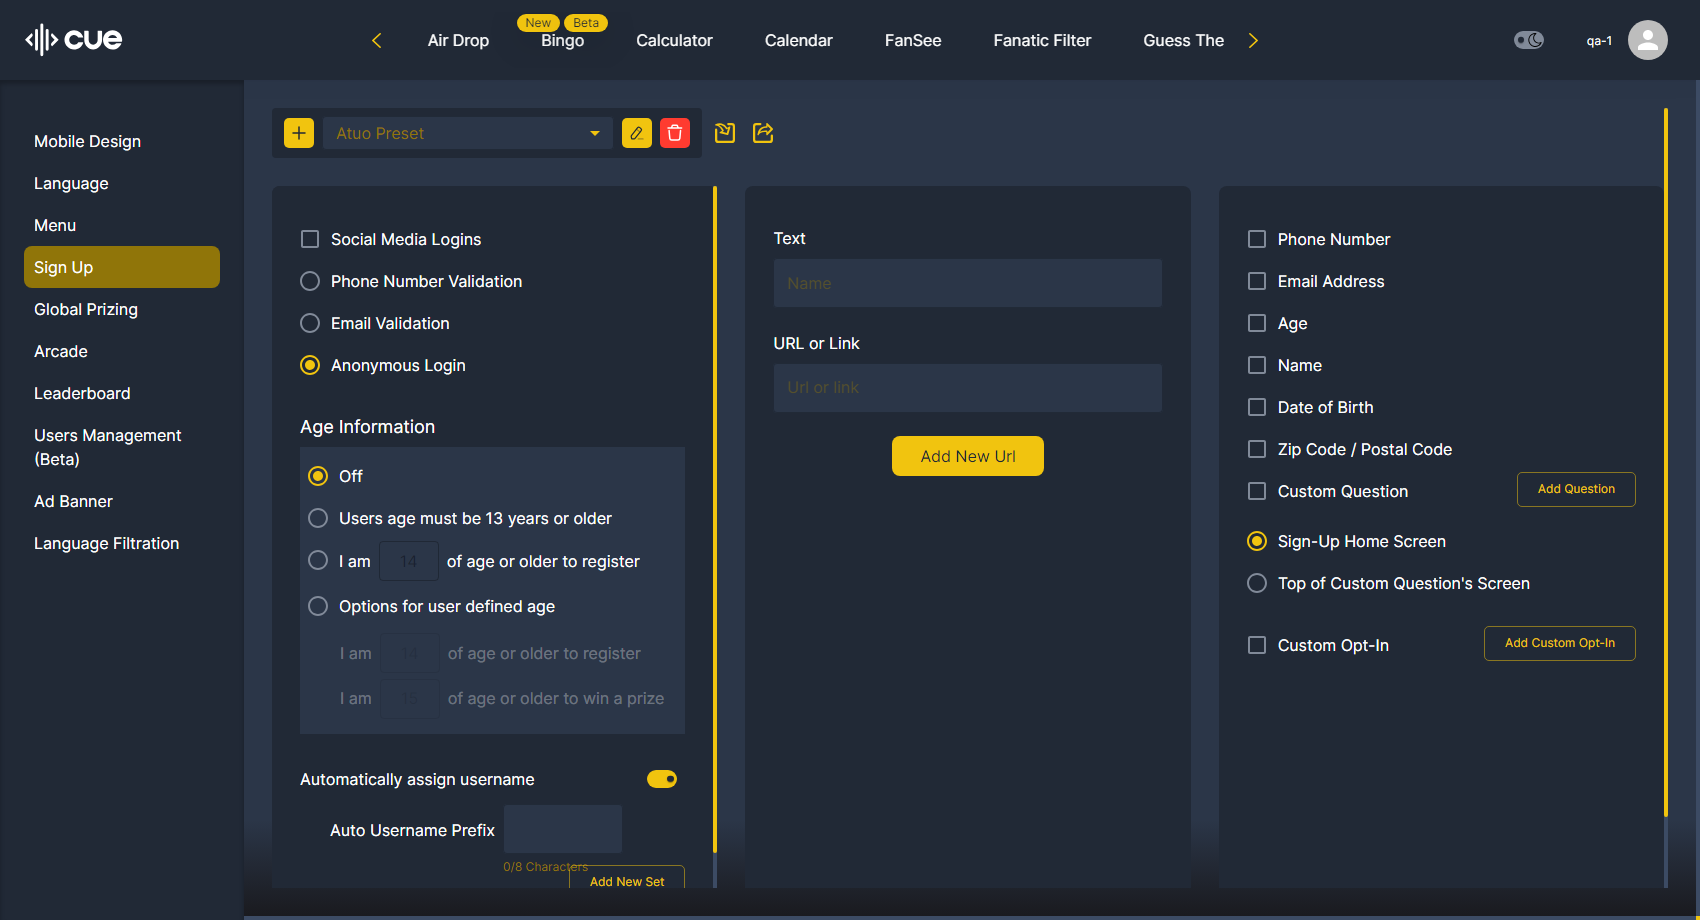 cue
New
Beta
Air Drop
Bingo
Calculator
Calendar
FanSee
Fanatic Filter
Guess The
qa-1
Mobile Design
Language
Menu
Sign Up
Global Prizing
Arcade
Leaderboard
Users Management
(Beta)
Ad Banner
Language Filtration
Atuo Preset
Social Media Logins
Phone Number Validation
Email Validation
Anonymous Login
Age Information
Off
Users age must be 13 years or older
I am 14 of age or older to register
Options for user defined age
I am 14 of age or older to register
I am 15 of age or older to win a prize
Automatically assign username
Auto Username Prefix
0/8 Characters
Add New Set
Text
Name
URL or Link
Url or link
Add New Url
Phone Number
Email Address
Age
Name
Date of Birth
Zip Code / Postal Code
Custom Question
Add Question
Sign-Up Home Screen
Top of Custom Question's Screen
Custom Opt-In
Add Custom Opt-In